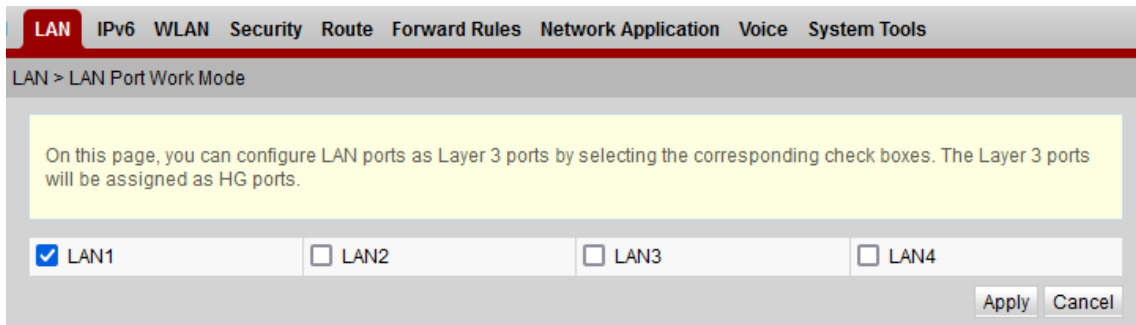 LAN IPv6 WLAN Security Route Forward Rules Network Application Voice System Tools
LAN > LAN Port Work Mode
On this page, you can configure LAN ports as Layer 3 ports by selecting the corresponding check boxes. The Layer 3 ports
will be assigned as HG ports.
LAN1 LAN2 LAN3 LAN4
Apply Cancel